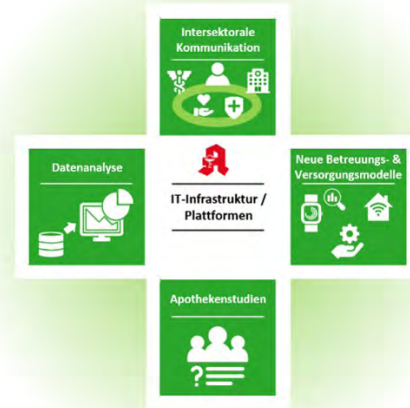 Intersektorale
Kommunikation
Datenanalyse
IT-Infrastruktur /
Plattformen
Neue Betreuungs- &
Versorgungsmodelle
Apothekenstudien
?